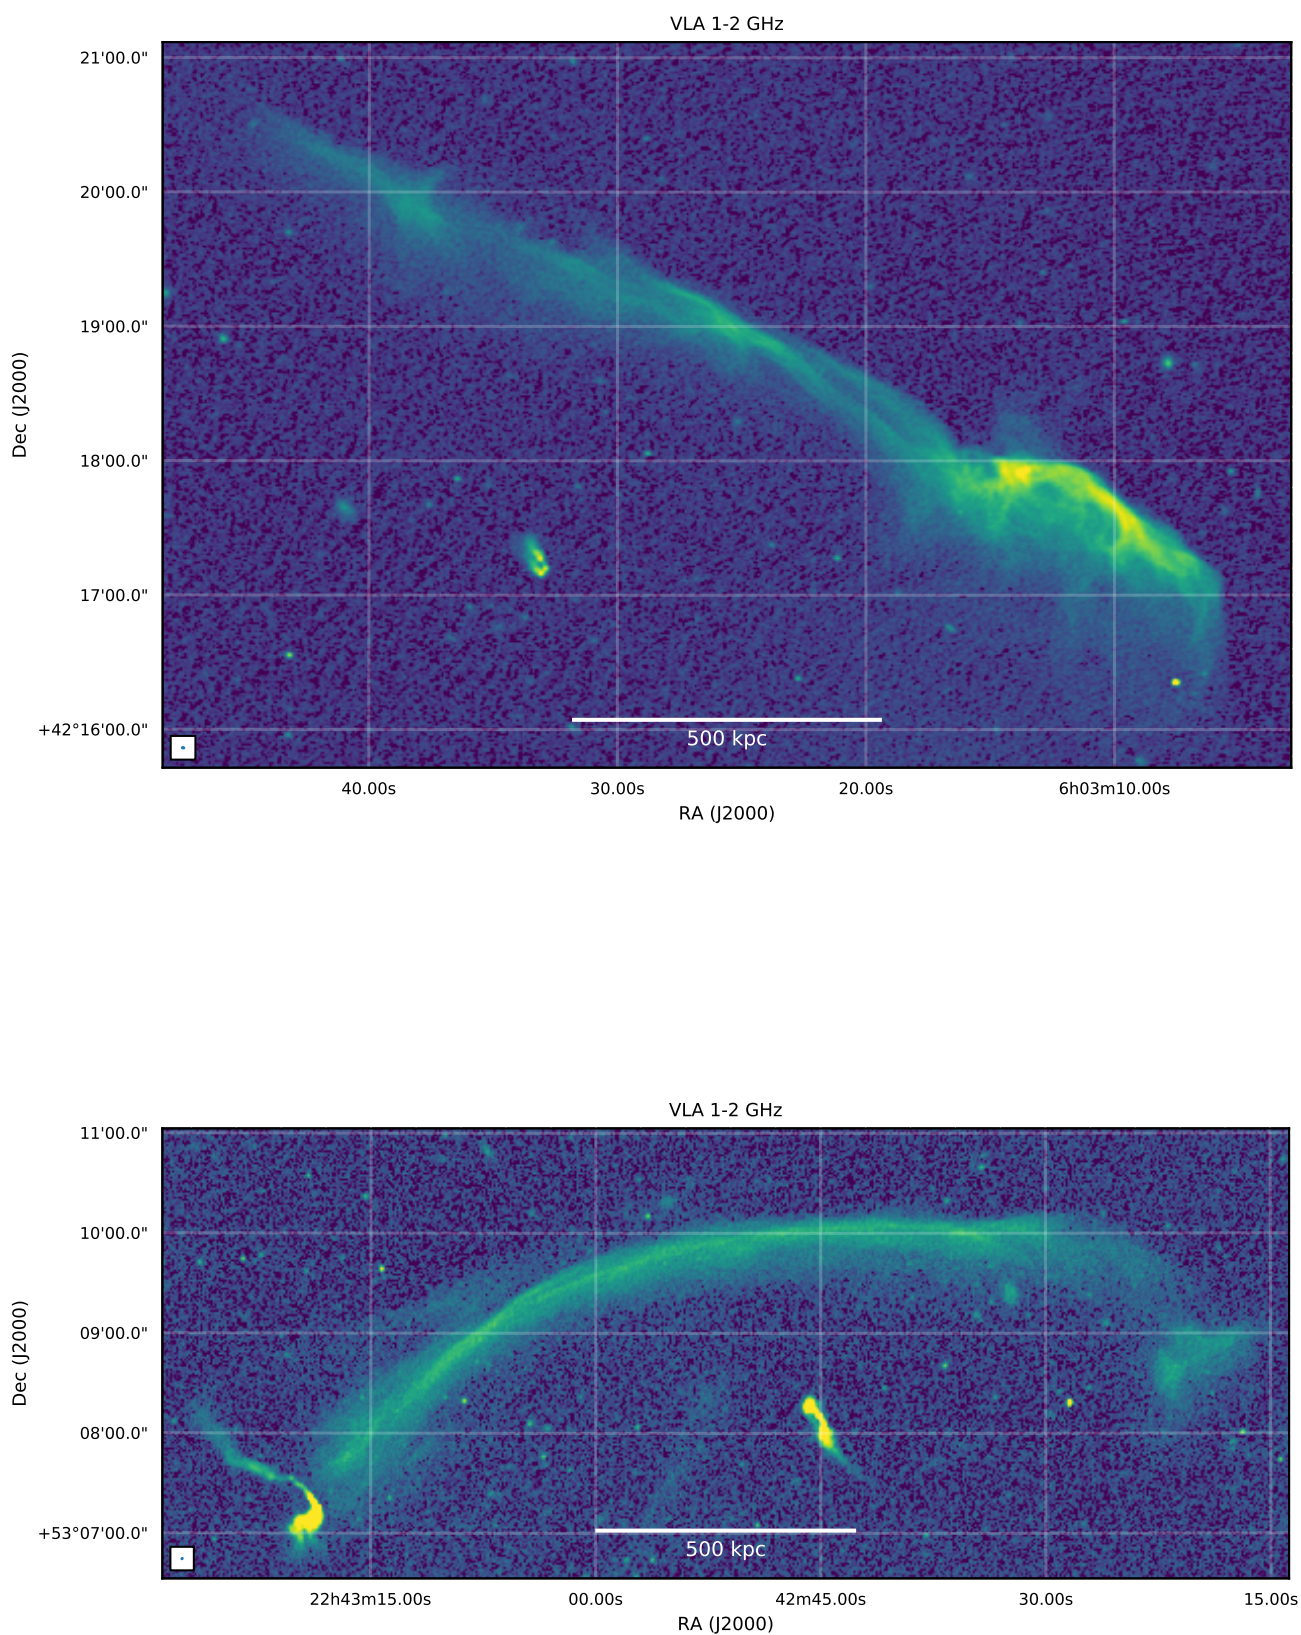 VLA 1-2 GHz
21'00.0"
20'00.0"
19'00.0"
18'00.0"
17'00.0"
+42°16'00.0"
Dec (J2000)
500 kpc
40.00s 30.00s 20.00s 6h03m10.00s
RA (J2000)
VLA 1-2 GHz
11'00.0"
10'00.0"
09'00.0"
08'00.0"
+53°07'00.0"
Dec (J2000)
500 kpc
22h43m15.00s 00.00s 42m45.00s 30.00s 15.00s
RA (J2000)